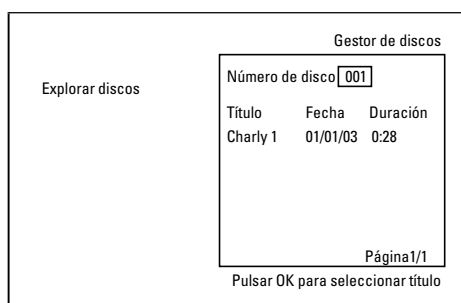 Gestor de discos
Explorar discos
Número de disco 001
Título Fecha Duración
Charly 1 01/01/03 0:28
Página1/1
Pulsar OK para seleccionar título